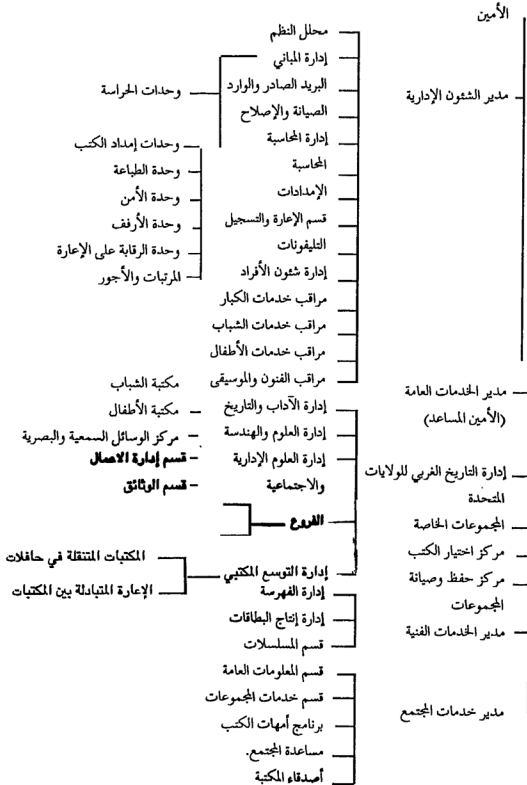 الأمين
مدير الشئون الإدارية
مدير الخدمات العامة
(الأمين المساعد)
إدارة التاريخ الغربي للولايات
المتحدة
المجموعات الخاصة
مركز اختيار الكتب
مركز حفظ وصيانة
المجموعات
مدير الخدمات الفنية
مدير خدمات المجتمع
محلل النظم
إدارة المباني
البريد الصادر والوارد
الصيانة والإصلاح
إدارة المحاسبة
المحاسبة
الإمدادات
قسم الإعارة والتسجيل
التليفونات
إدارة شئون الأفراد
مراقب خدمات الكبار
مراقب خدمات الشباب
مراقب خدمات الأطفال
مراقب الفنون والموسيقى
إدارة الآداب والتاريخ
إدارة العلوم والهندسة
إدارة العلوم الإدارية
والاجتماعية
الفروع
إدارة التوسع المكتبي
إدارة الفهرسة
إدارة إنتاج البطاقات
قسم المسلسلات
قسم المعلومات العامة
قسم خدمات المجموعات
برنامج أمهات الكتب
مساعدة المجتمع.
أصدقاء المكتبة
وحدات الحراسة
وحدات إمداد الكتب
وحدة الطباعة
وحدة الأمن
وحدة الأرفف
وحدة الرقابة على الإعارة
المرتبات والأجور
مكتبة الشباب
مكتبة الأطفال
مركز الوسائل السمعية والبصرية
قسم إدارة الاعمال
قسم الوثائق
المكتبات المتنقلة في حافلات
الإعارة المتبادلة بين المكتبات